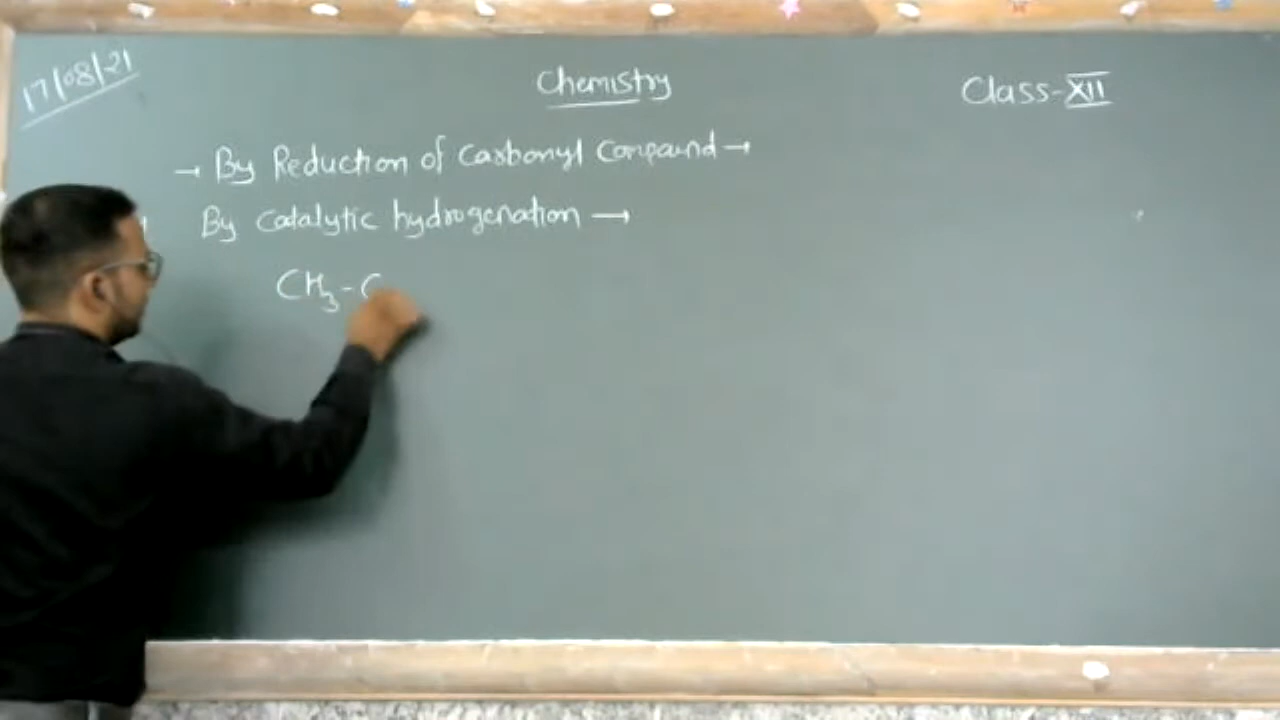 17/08/21
Chemistry
Class-XII
→ By Reduction of Carbonyl Compound →
By catalytic hydrogenation →
CH3-C